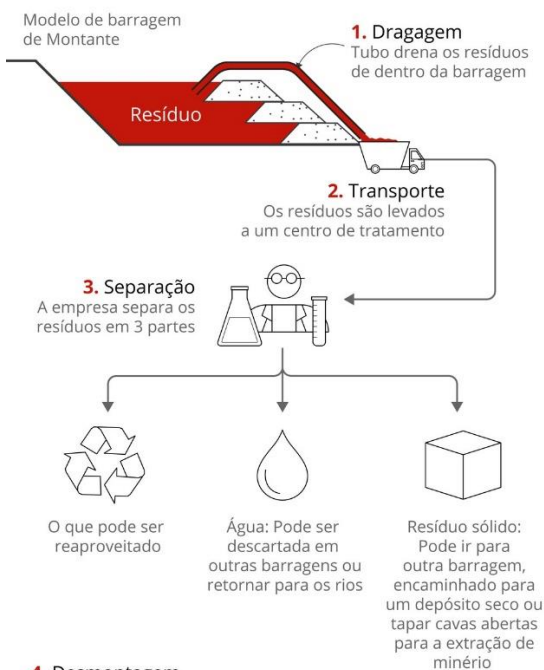 Modelo de barragem
de Montante
1. Dragagem
Tubo drena os resíduos
de dentro da barragem
Resíduo
2. Transporte
Os resíduos são levados
a um centro de tratamento
3. Separação
A empresa separa os
resíduos em 3 partes
O que pode ser
reaproveitado
Água: Pode ser
descartada em
outras barragens ou
retornar para os rios
Resíduo sólido:
Pode ir para
outra barragem,
encaminhado para
um depósito seco ou
tapar cavas abertas
para a extração de
minério
4. Desmontagem